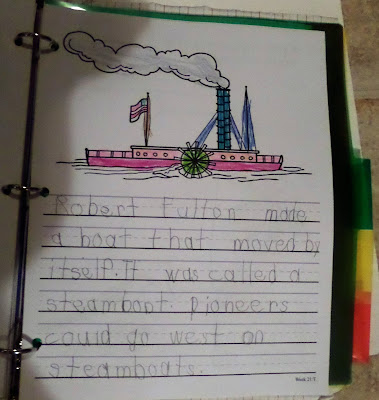 Robert Fulton made
a boat that moved by
itself. It was called a
steamboat. Pioneers
could go west on
steamboats.